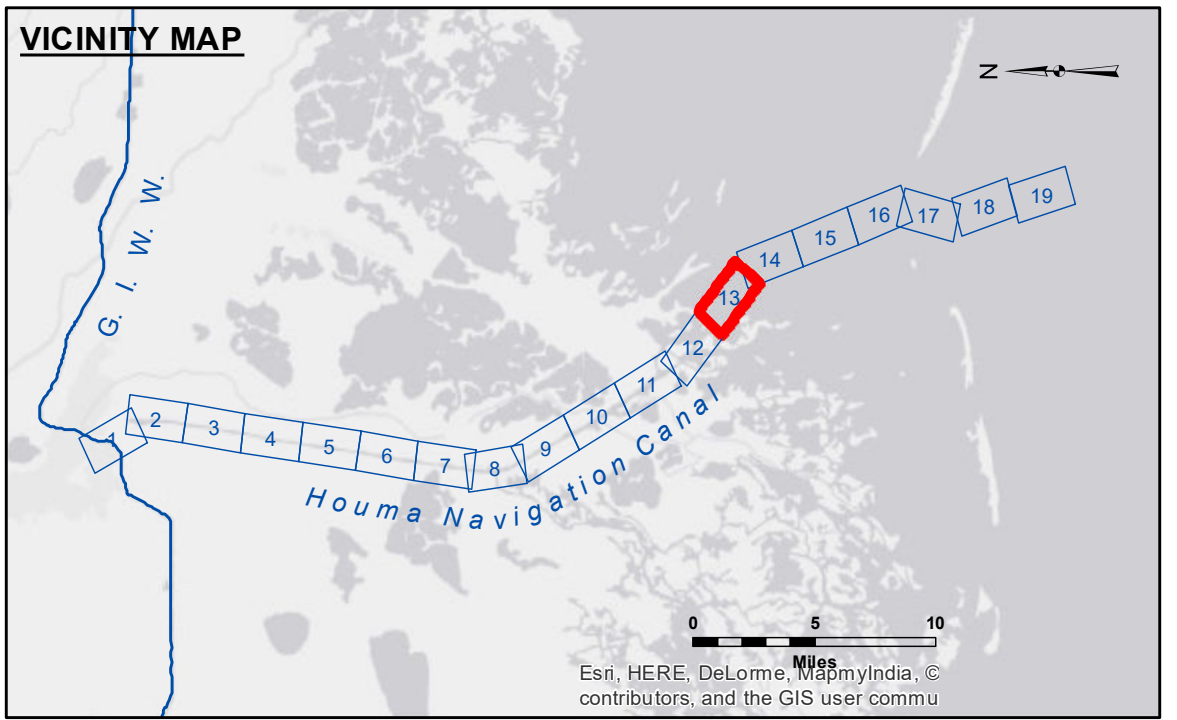 VICINITY MAP
N
G. I. W. W.
19
18
16
17
15
14
13
12
11
10
2
3
4
1
5
6
7
8
9
Houma Navigation Canal
0 5 10
Miles
Esri, HERE, DeLorme, MapmyIndia, ©
contributors, and the GIS user commu